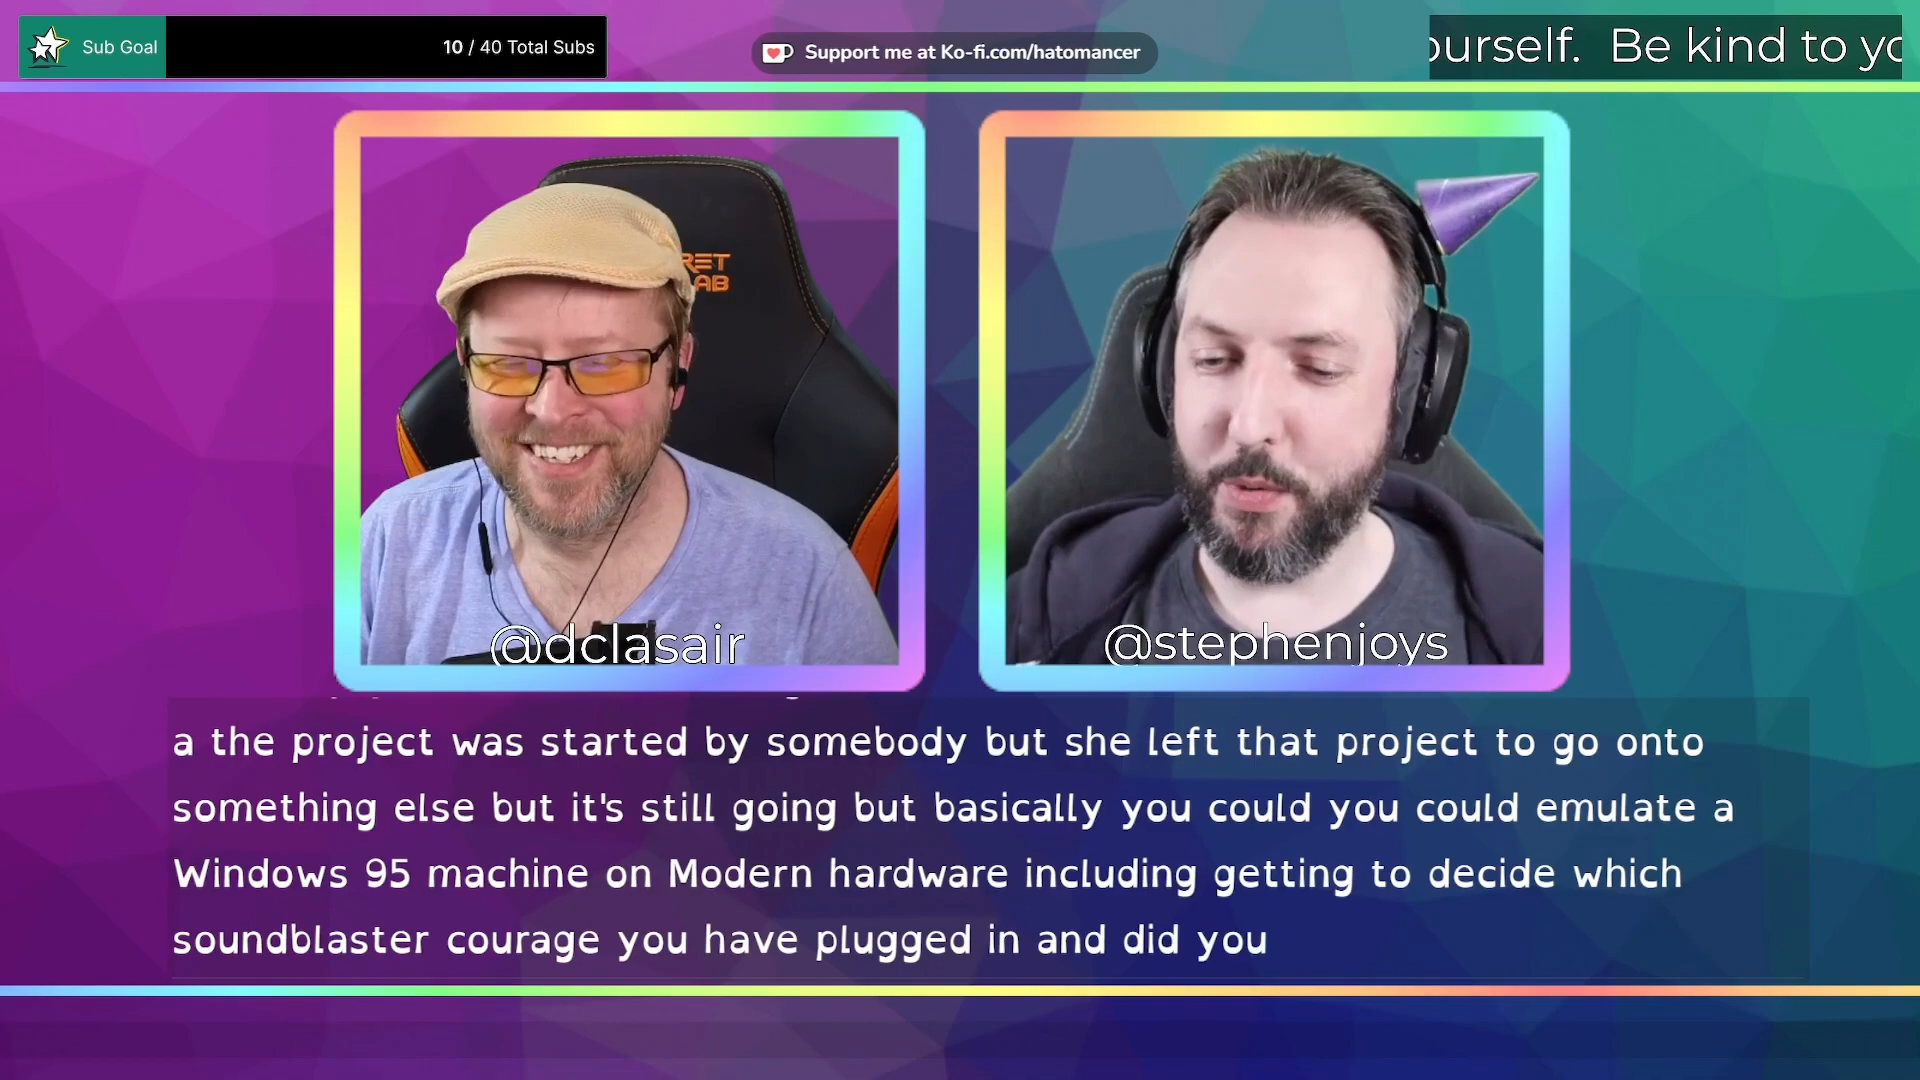 Sub Goal
10 / 40 Total Subs
Support me at Ko-fi.com/hatomancer
ourself. Be kind to yo
RET
AB
@dclasair
@stephenjoys
a the project was started by somebody but she left that project to go onto
something else but it's still going but basically you could you could emulate a
Windows 95 machine on Modern hardware including getting to decide which
soundblaster courage you have plugged in and did you